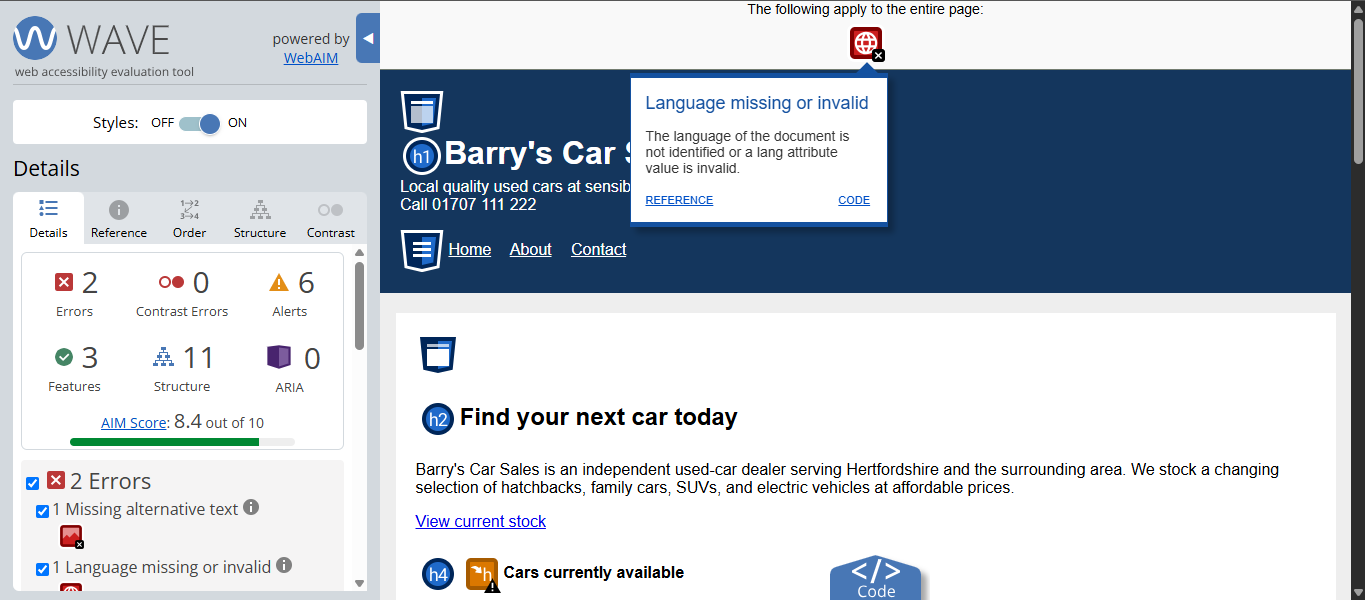 WAVE
web accessibility evaluation tool
powered by
WebAIM
Styles: OFF ON
Details
Details Reference Order Structure Contrast
2 Errors
0 Contrast Errors
6 Alerts
3 Features
11 Structure
0 ARIA
AIM Score: 8.4 out of 10
2 Errors
1 Missing alternative text
1 Language missing or invalid
The following apply to the entire page:
Language missing or invalid
The language of the document is
not identified or a lang attribute
value is invalid.
REFERENCE CODE
h1 Barry's Car
Local quality used cars at sensib
Call 01707 111 222
Home About Contact
h2 Find your next car today
Barry's Car Sales is an independent used-car dealer serving Hertfordshire and the surrounding area. We stock a changing
selection of hatchbacks, family cars, SUVs, and electric vehicles at affordable prices.
View current stock
h4 h Cars currently available
</> Code